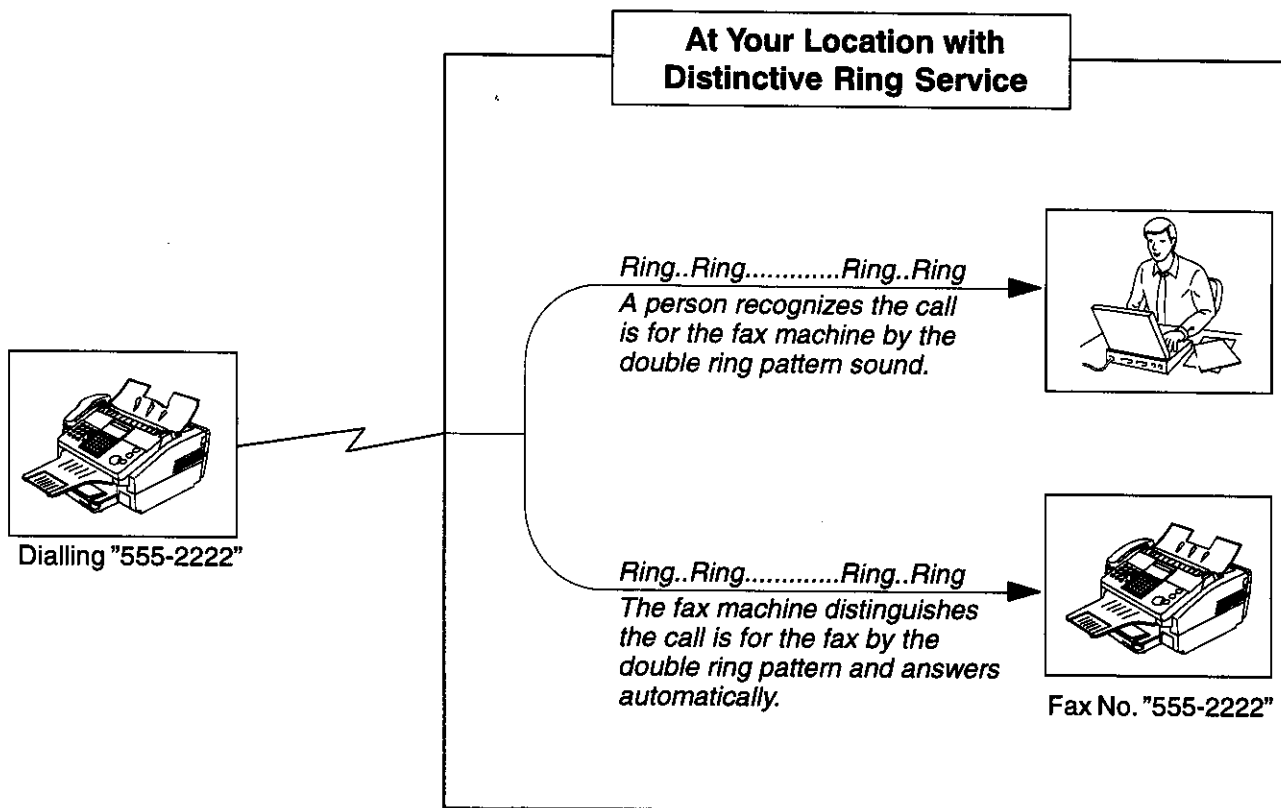 At Your Location with
Distinctive Ring Service
Ring..Ring.............Ring..Ring
A person recognizes the call
is for the fax machine by the
double ring pattern sound.
Dialling "555-2222"
Ring..Ring.............Ring..Ring
The fax machine distinguishes
the call is for the fax by the
double ring pattern and answers
automatically.
Fax No. "555-2222"